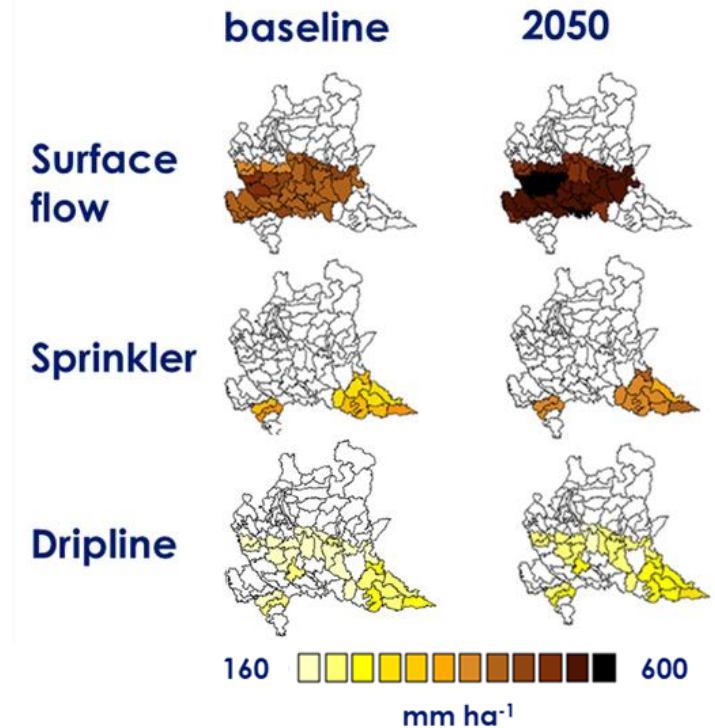 baseline 2050
Surface
flow
Sprinkler
Dripline
160 600
mm ha⁻¹